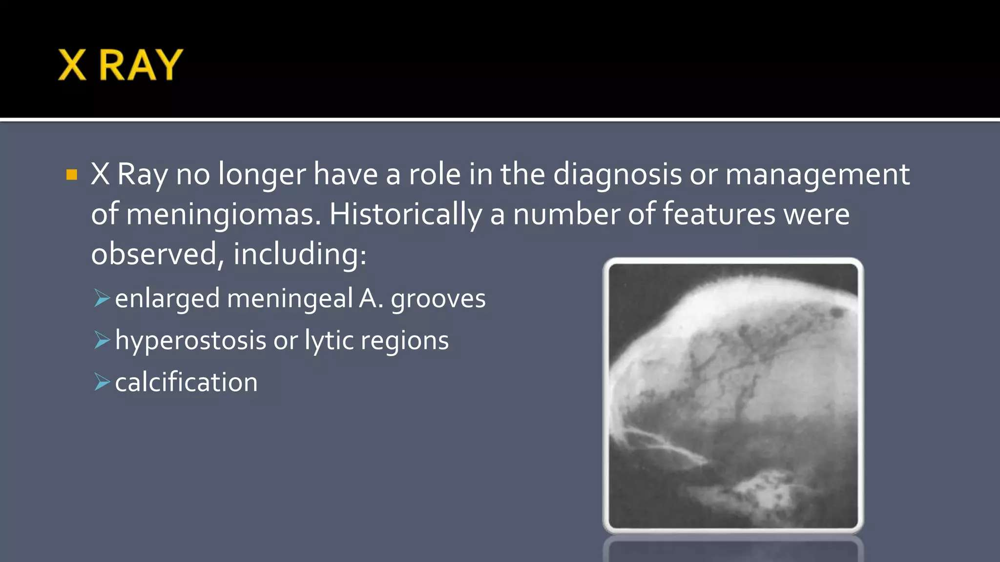 X RAY
X Ray no longer have a role in the diagnosis or management
of meningiomas. Historically a number of features were
observed, including:
enlarged meningeal A. grooves
hyperostosis or lytic regions
calcification